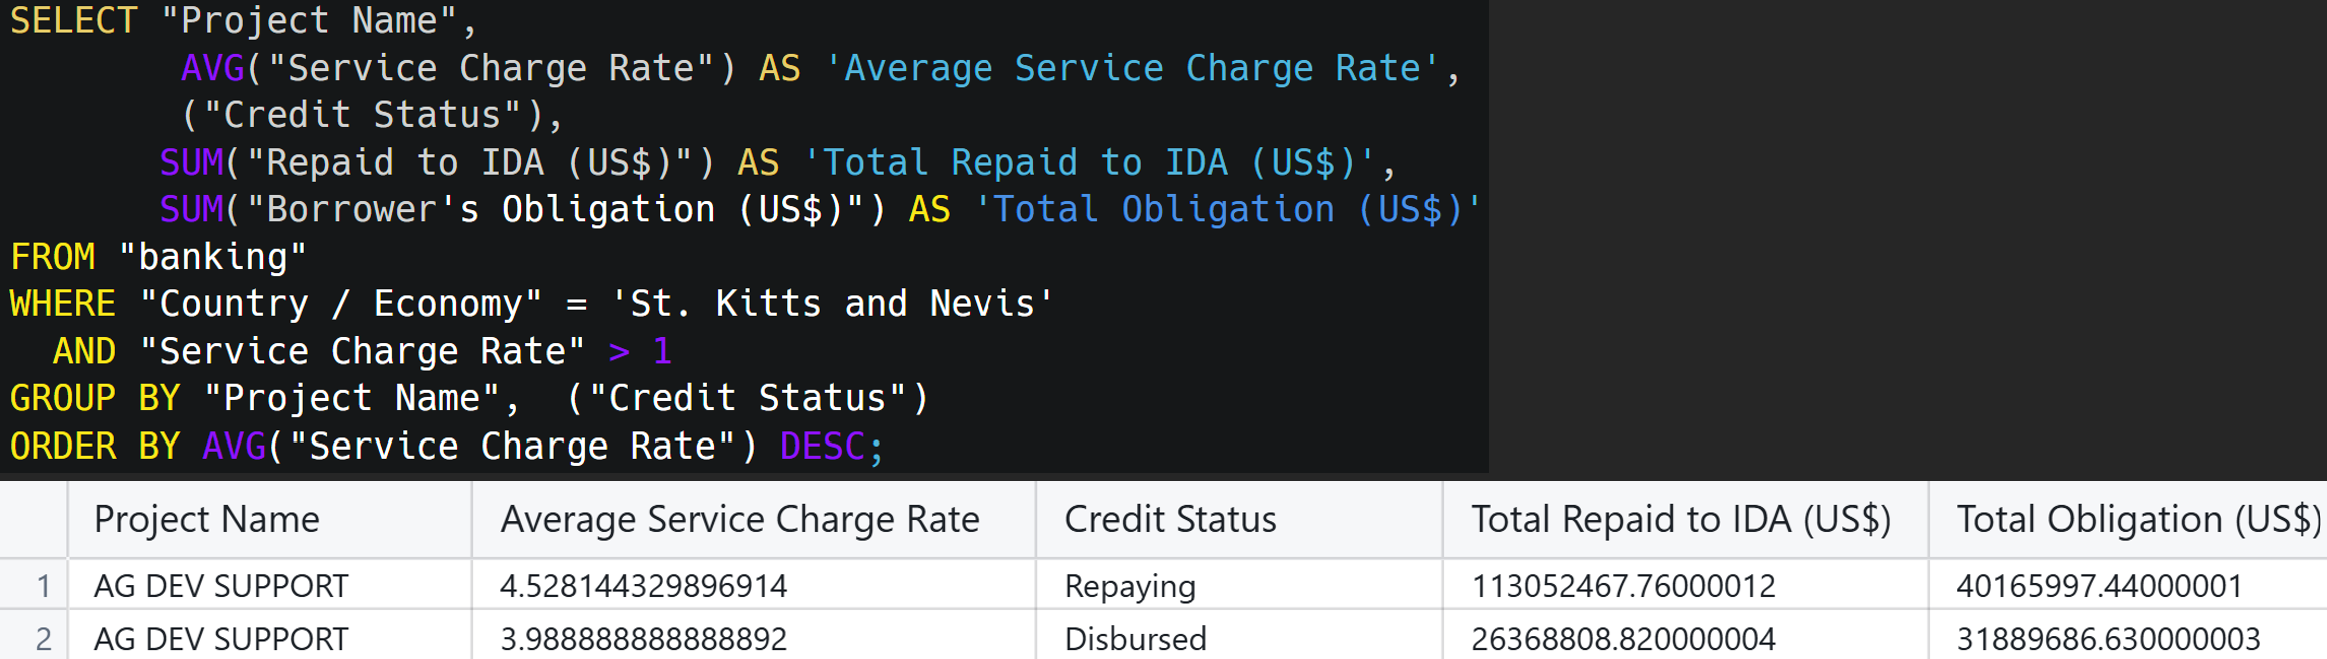 SELECT "Project Name",
AVG("Service Charge Rate") AS 'Average Service Charge Rate',
("Credit Status"),
SUM("Repaid to IDA (US$)") AS 'Total Repaid to IDA (US$)',
SUM("Borrower's Obligation (US$)") AS 'Total Obligation (US$)'
FROM "banking"
WHERE "Country / Economy" = 'St. Kitts and Nevis'
AND "Service Charge Rate" > 1
GROUP BY "Project Name", ("Credit Status")
ORDER BY AVG("Service Charge Rate") DESC;
Project Name Average Service Charge Rate Credit Status Total Repaid to IDA (US$) Total Obligation (US$)
1 AG DEV SUPPORT 4.528144329896914 Repaying 113052467.76000012 40165997.44000001
2 AG DEV SUPPORT 3.988888888888892 Disbursed 26368808.820000004 31889686.630000003